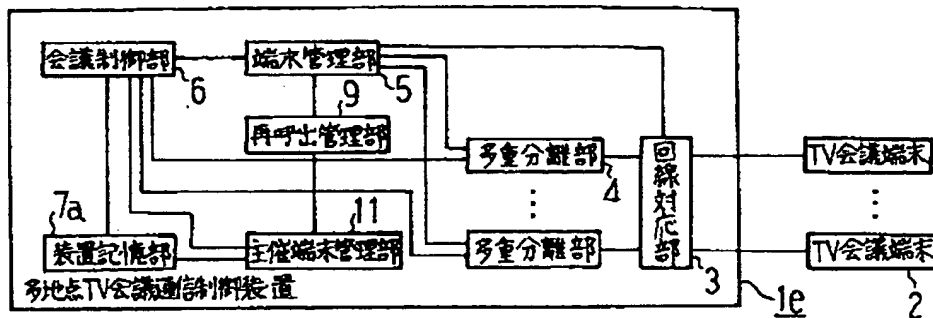 会議制御部
6
端末管理部
5
9
再呼出管理部
多重分離部
4
回線対応部
3
TV会議端末
7a
装置記憶部
11
主催端末管理部
多重分離部
TV会議端末
2
多地点TV会議通信制御装置
1e